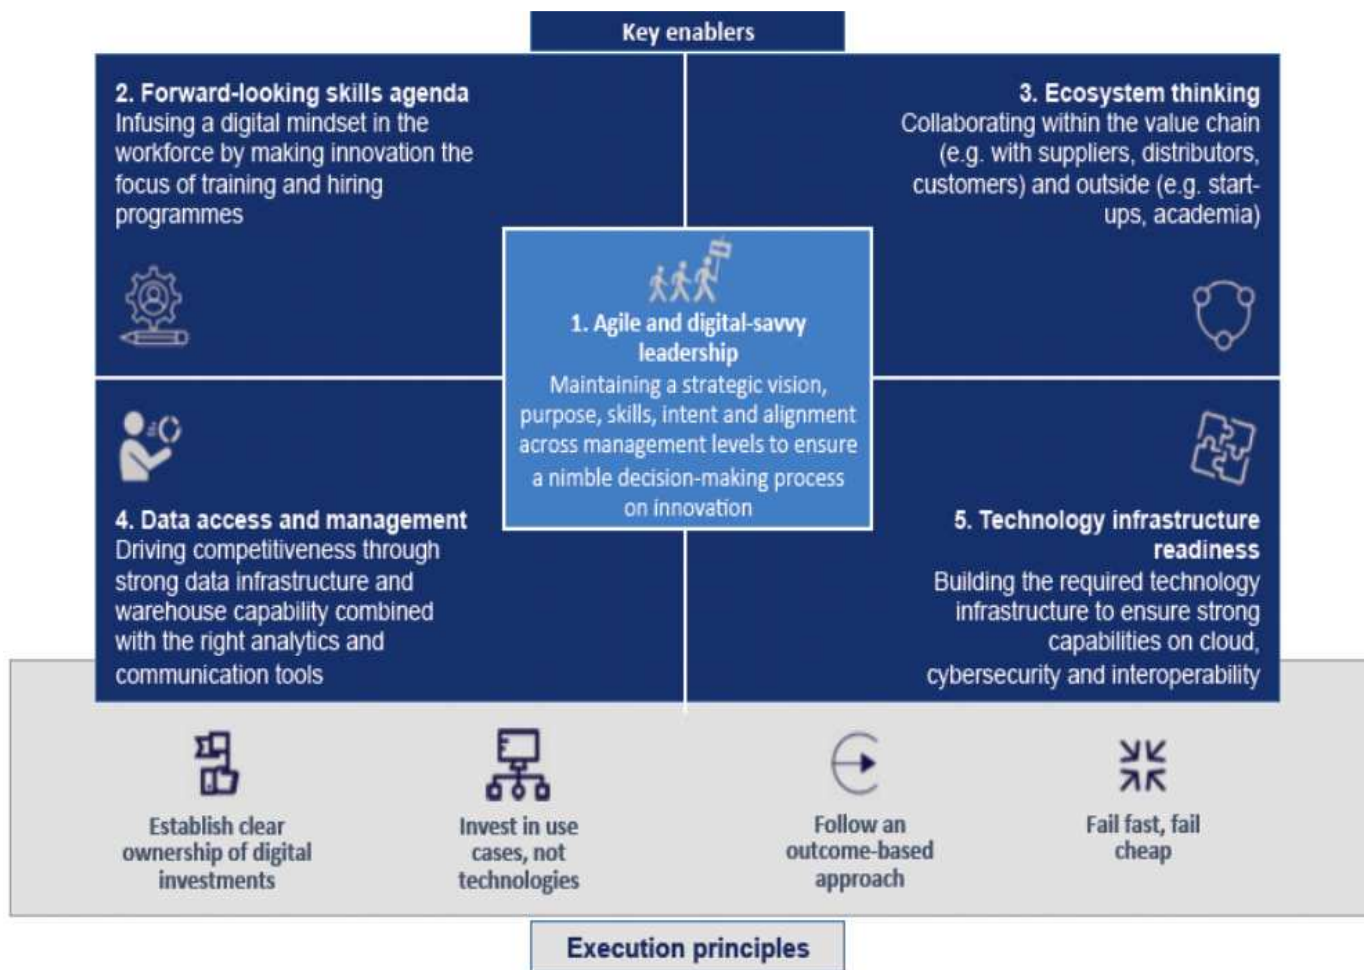 Key enablers
2. Forward-looking skills agenda
Infusing a digital mindset in the
workforce by making innovation the
focus of training and hiring
programmes
3. Ecosystem thinking
Collaborating within the value chain
(e.g. with suppliers, distributors,
customers) and outside (e.g. start-
ups, academia)
1. Agile and digital-savvy
leadership
Maintaining a strategic vision,
purpose, skills, intent and alignment
across management levels to ensure
a nimble decision-making process
on innovation
4. Data access and management
Driving competitiveness through
strong data infrastructure and
warehouse capability combined
with the right analytics and
communication tools
5. Technology infrastructure
readiness
Building the required technology
infrastructure to ensure strong
capabilities on cloud,
cybersecurity and interoperability
Establish clear
ownership of digital
investments
Invest in use
cases, not
technologies
Follow an
outcome-based
approach
Fail fast, fail
cheap
Execution principles